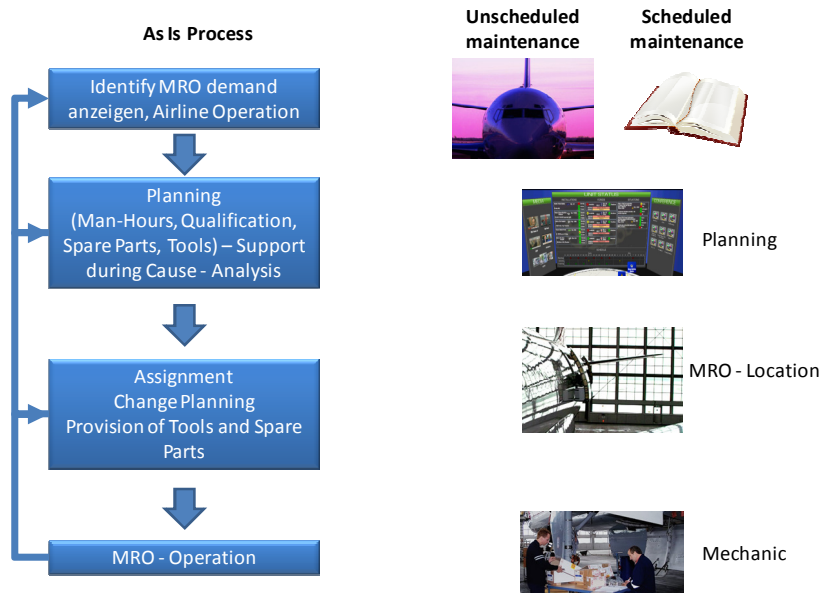 As Is Process
Unscheduled
maintenance
Scheduled
maintenance
Identify MRO demand
anzeigen, Airline Operation
Planning
(Man-Hours, Qualification,
Spare Parts, Tools) – Support
during Cause - Analysis
Planning
Assignment
Change Planning
Provision of Tools and Spare
Parts
MRO - Location
MRO - Operation
Mechanic
UNIT STATUS